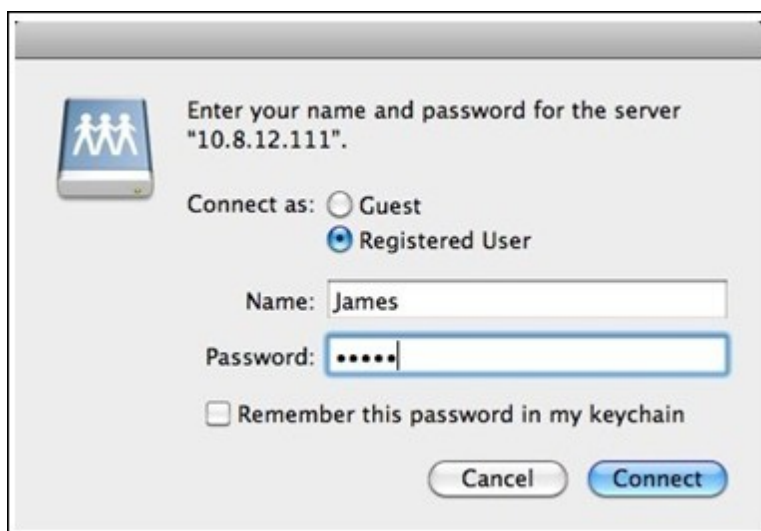 Enter your name and password for the server
“10.8.12.111”.
Connect as: Guest
Registered User
Name: James
Password: •••••
Remember this password in my keychain
Cancel Connect